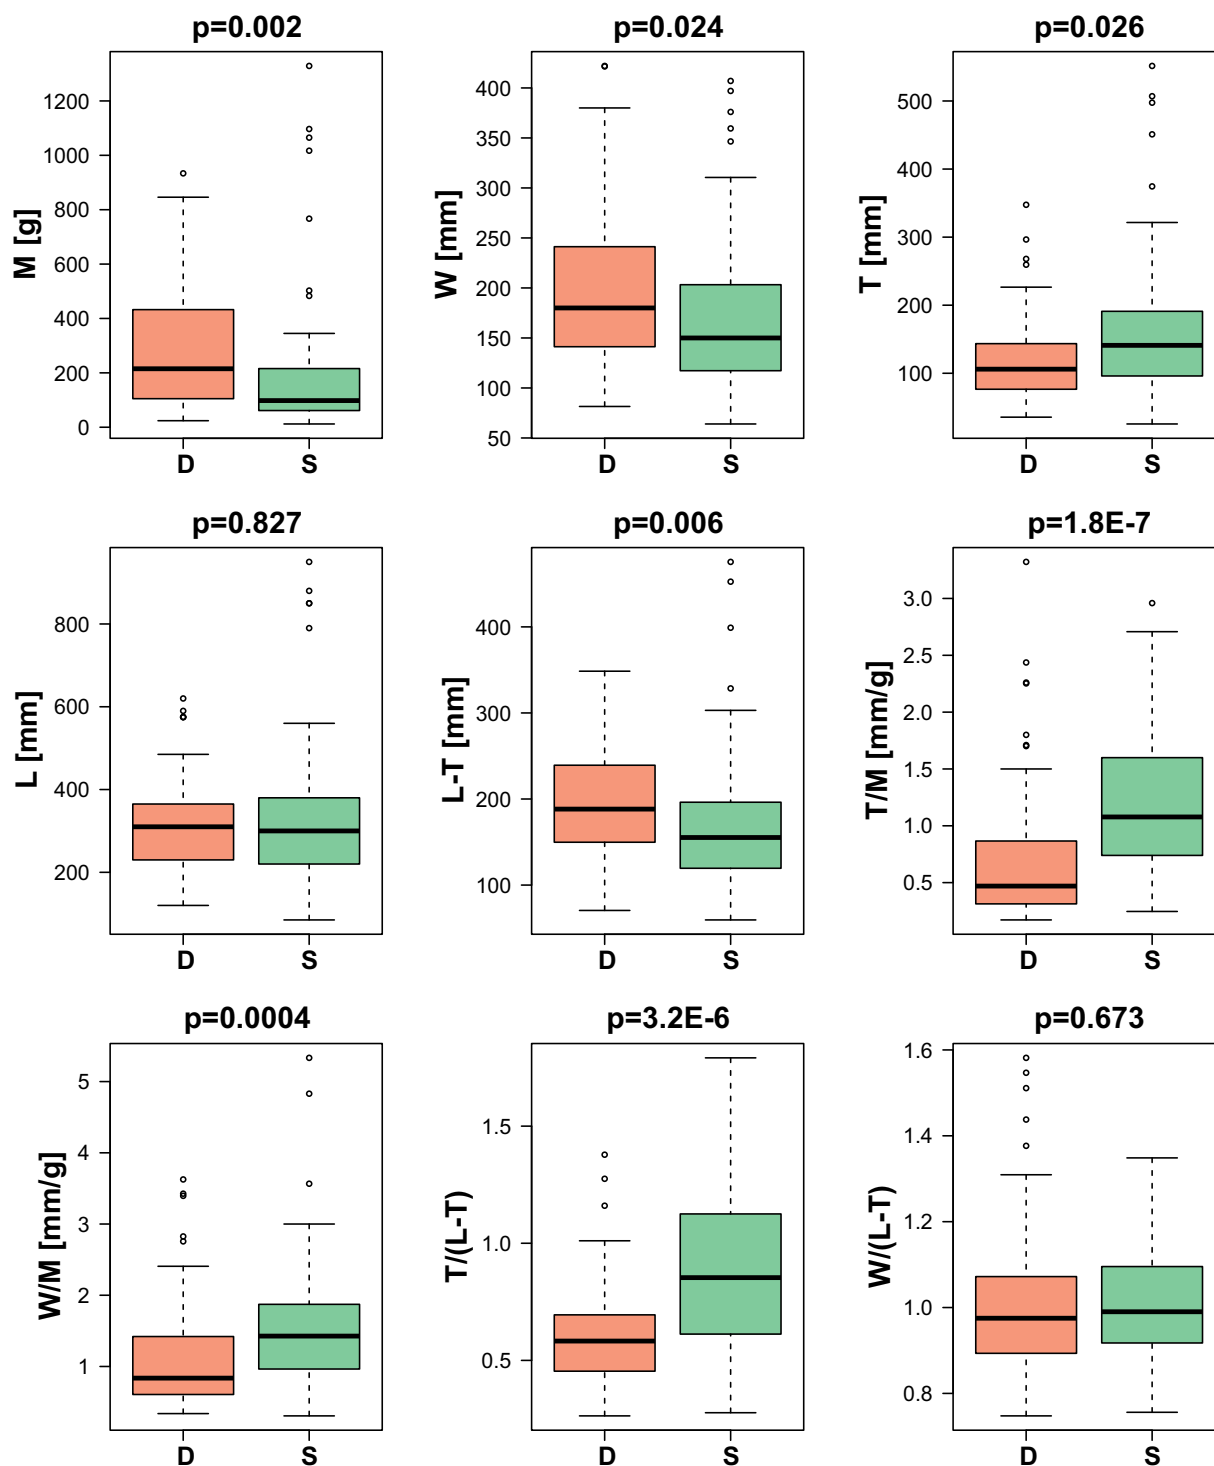 p=0.002
p=0.024
p=0.026
M [g]
1200
1000
800
600
400
200
0
D S
W [mm]
400
350
300
250
200
150
100
50
D S
T [mm]
500
400
300
200
100
D S
p=0.827
p=0.006
p=1.8E-7
L [mm]
800
600
400
200
D S
L-T [mm]
400
300
200
100
D S
T/M [mm/g]
3.0
2.5
2.0
1.5
1.0
0.5
D S
p=0.0004
p=3.2E-6
p=0.673
W/M [mm/g]
5
4
3
2
1
D S
T/(L-T)
1.5
1.0
0.5
D S
W/(L-T)
1.6
1.4
1.2
1.0
0.8
D S